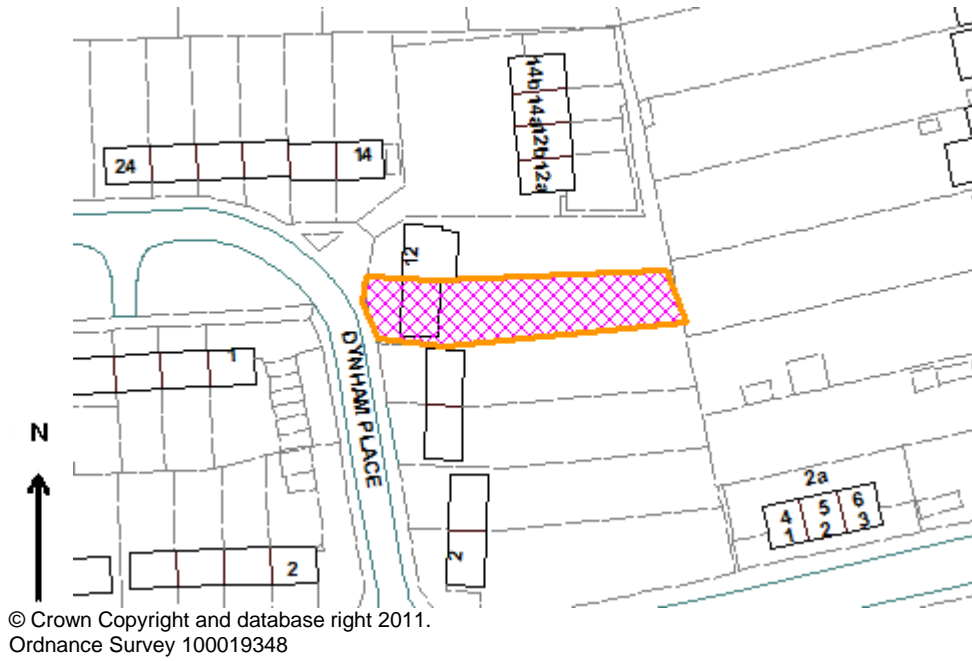 14b
14a
12b
12a
24
14
12
1
DYNHAM PLACE
N
2a
4 5 6
1 2 3
2
2
© Crown Copyright and database right 2011.
Ordnance Survey 100019348